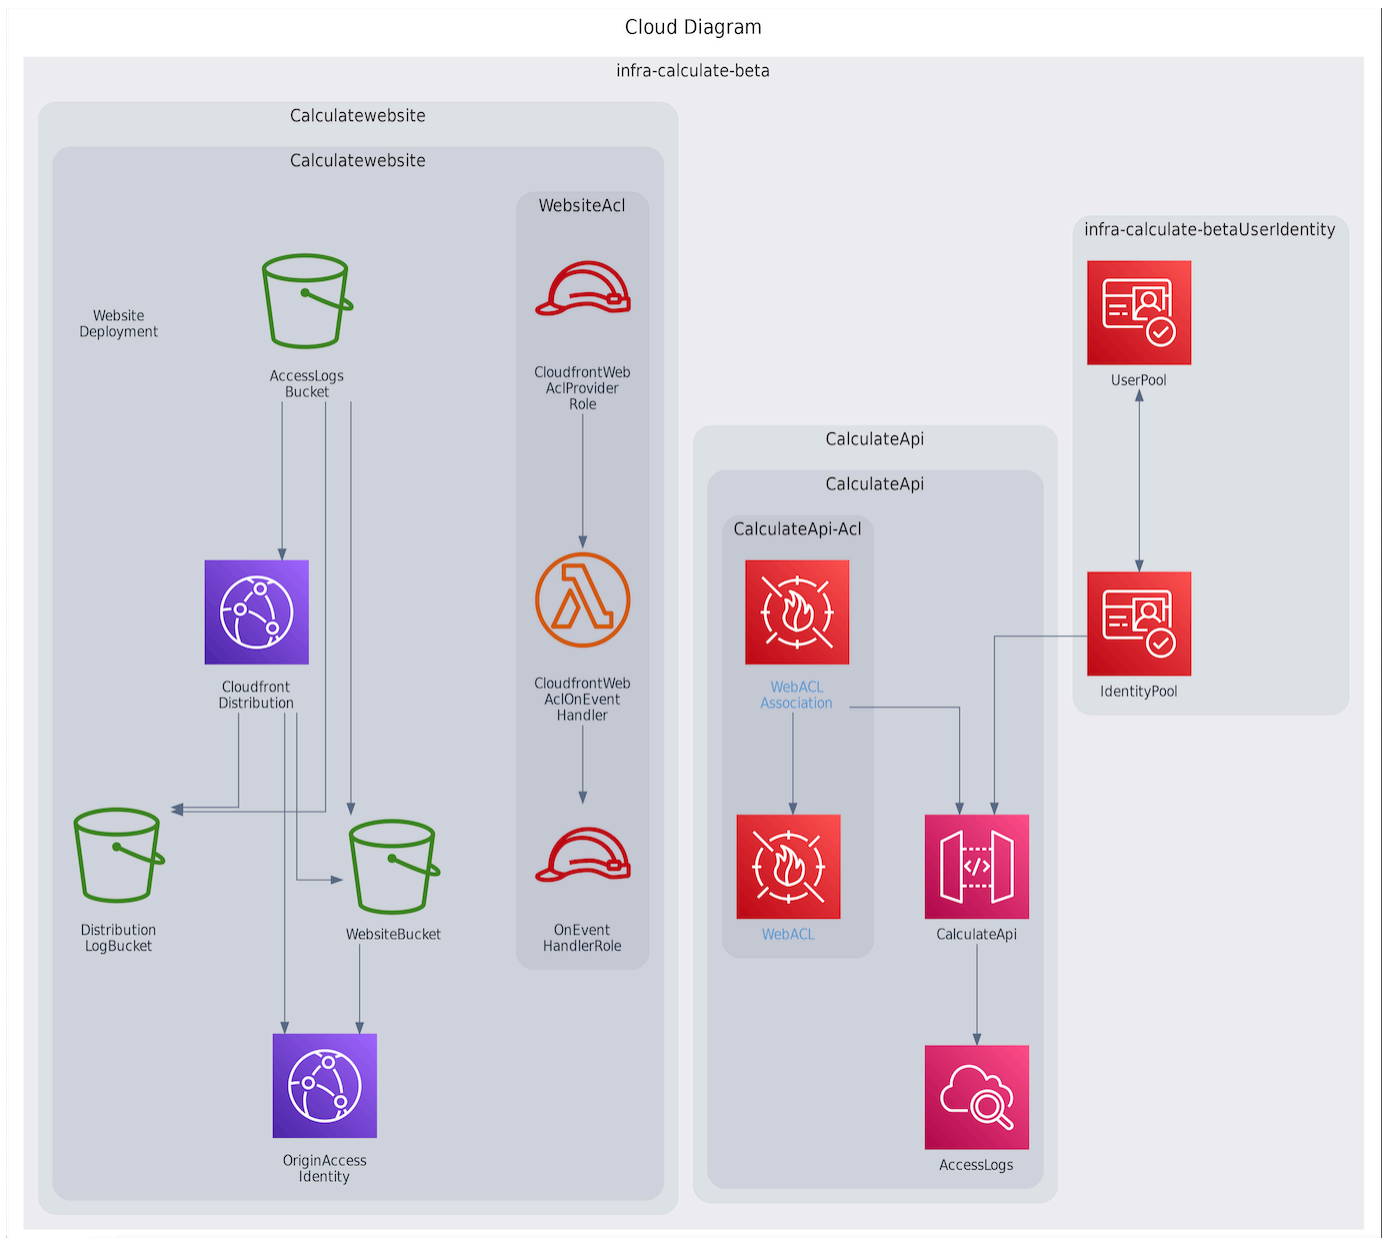 Cloud Diagram
infra-calculate-beta
Calculatewebsite
Calculatewebsite
WebsiteAcl
Website
Deployment
AccessLogs
Bucket
CloudfrontWeb
AclProvider
Role
Cloudfront
Distribution
CloudfrontWeb
AclOnEvent
Handler
Distribution
LogBucket
WebsiteBucket
OnEvent
HandlerRole
OriginAccess
Identity
CalculateApi
CalculateApi
CalculateApi-Acl
WebACL
Association
WebACL
CalculateApi
AccessLogs
infra-calculate-betaUserIdentity
UserPool
IdentityPool